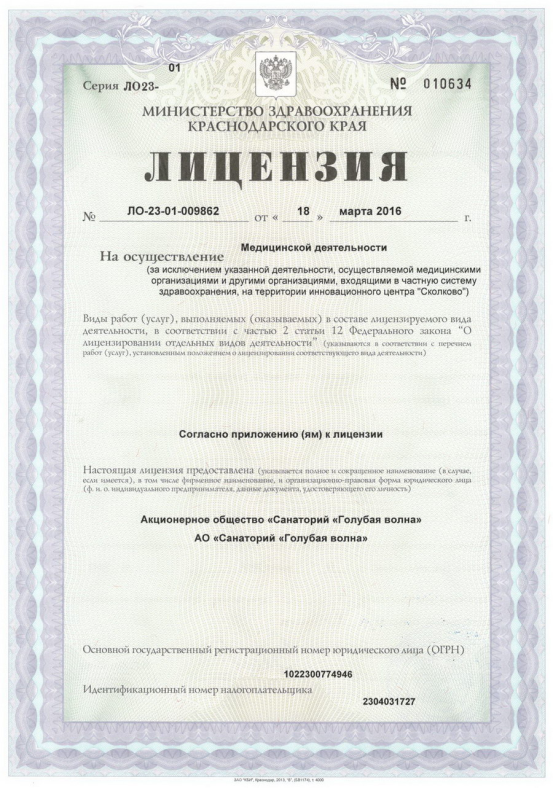 01
Серия ЛО23-
№ 010634
МИНИСТЕРСТВО ЗДРАВООХРАНЕНИЯ
КРАСНОДАРСКОГО КРАЯ
ЛИЦЕНЗИЯ
№ ЛО-23-01-009862 от « 18 » марта 2016 г.
На осуществление Медицинской деятельности
(за исключением указанной деятельности, осуществляемой медицинскими
организациями и другими организациями, входящими в частную систему
здравоохранения, на территории инновационного центра "Сколково")
Виды работ (услуг), выполняемых (оказываемых) в составе лицензируемого вида
деятельности, в соответствии с частью 2 статьи 12 Федерального закона "О
лицензировании отдельных видов деятельности" (указываются в соответствии с перечнем
работ (услуг), установленным положением о лицензировании соответствующего вида деятельности)
Согласно приложению (ям) к лицензии
Настоящая лицензия предоставлена (указывается полное и сокращенное наименование (в случае,
если имеется), в том числе фирменное наименование, и организационно-правовая форма юридического лица
(ф. и. о. индивидуального предпринимателя, данные документа, удостоверяющего его личность)
Акционерное общество «Санаторий «Голубая волна»
АО «Санаторий «Голубая волна»
Основной государственный регистрационный номер юридического лица (ОГРН)
1022300774946
Идентификационный номер налогоплательщика
2304031727